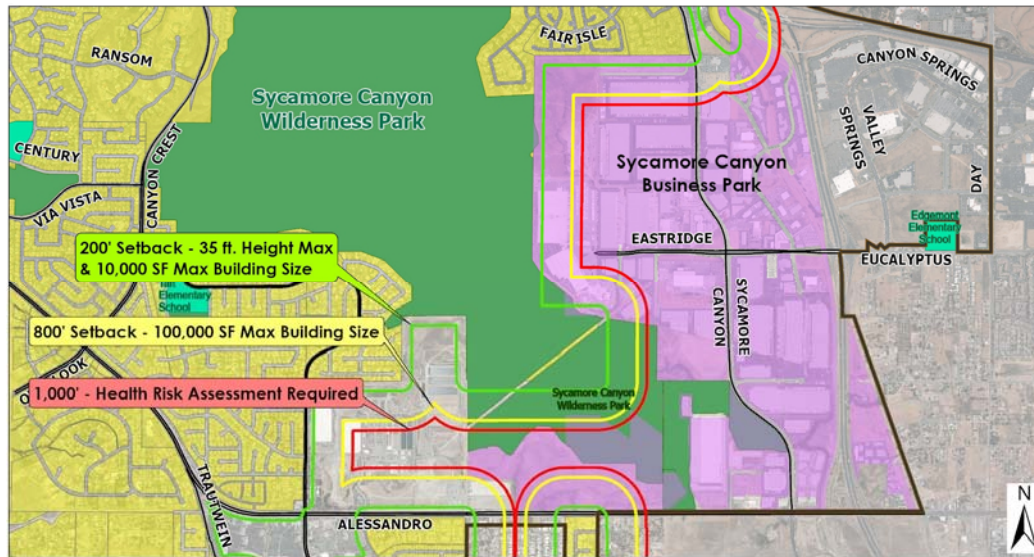 FAIR ISLE
RANSOM
CANYON SPRINGS
VALLEY
SPRINGS
Sycamore Canyon
Wilderness Park
CENTURY
CANYON CREST
Sycamore Canyon
Business Park
DAY
VIA VISTA
Edgemont
Elementary
School
EASTRIDGE
EUCALYPTUS
200' Setback - 35 ft. Height Max
& 10,000 SF Max Building Size
Elementary
School
SYCAMORE
CANYON
800' Setback - 100,000 SF Max Building Size
LOOK
1,000' - Health Risk Assessment Required
Sycamore Canyon
Wilderness Park
TRAUTWEIN
ALESSANDRO
N